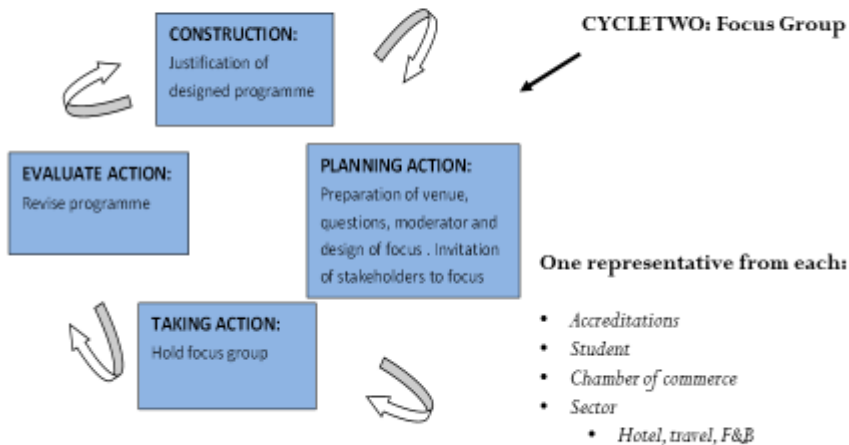 CONSTRUCTION:
Justification of
designed programme
CYCLETWO: Focus Group
EVALUATE ACTION:
Revise programme
PLANNING ACTION:
Preparation of venue,
questions, moderator and
design of focus . Invitation
of stakeholders to focus
TAKING ACTION:
Hold focus group
One representative from each:
• Accreditations
• Student
• Chamber of commerce
• Sector
• Hotel, travel, F&B